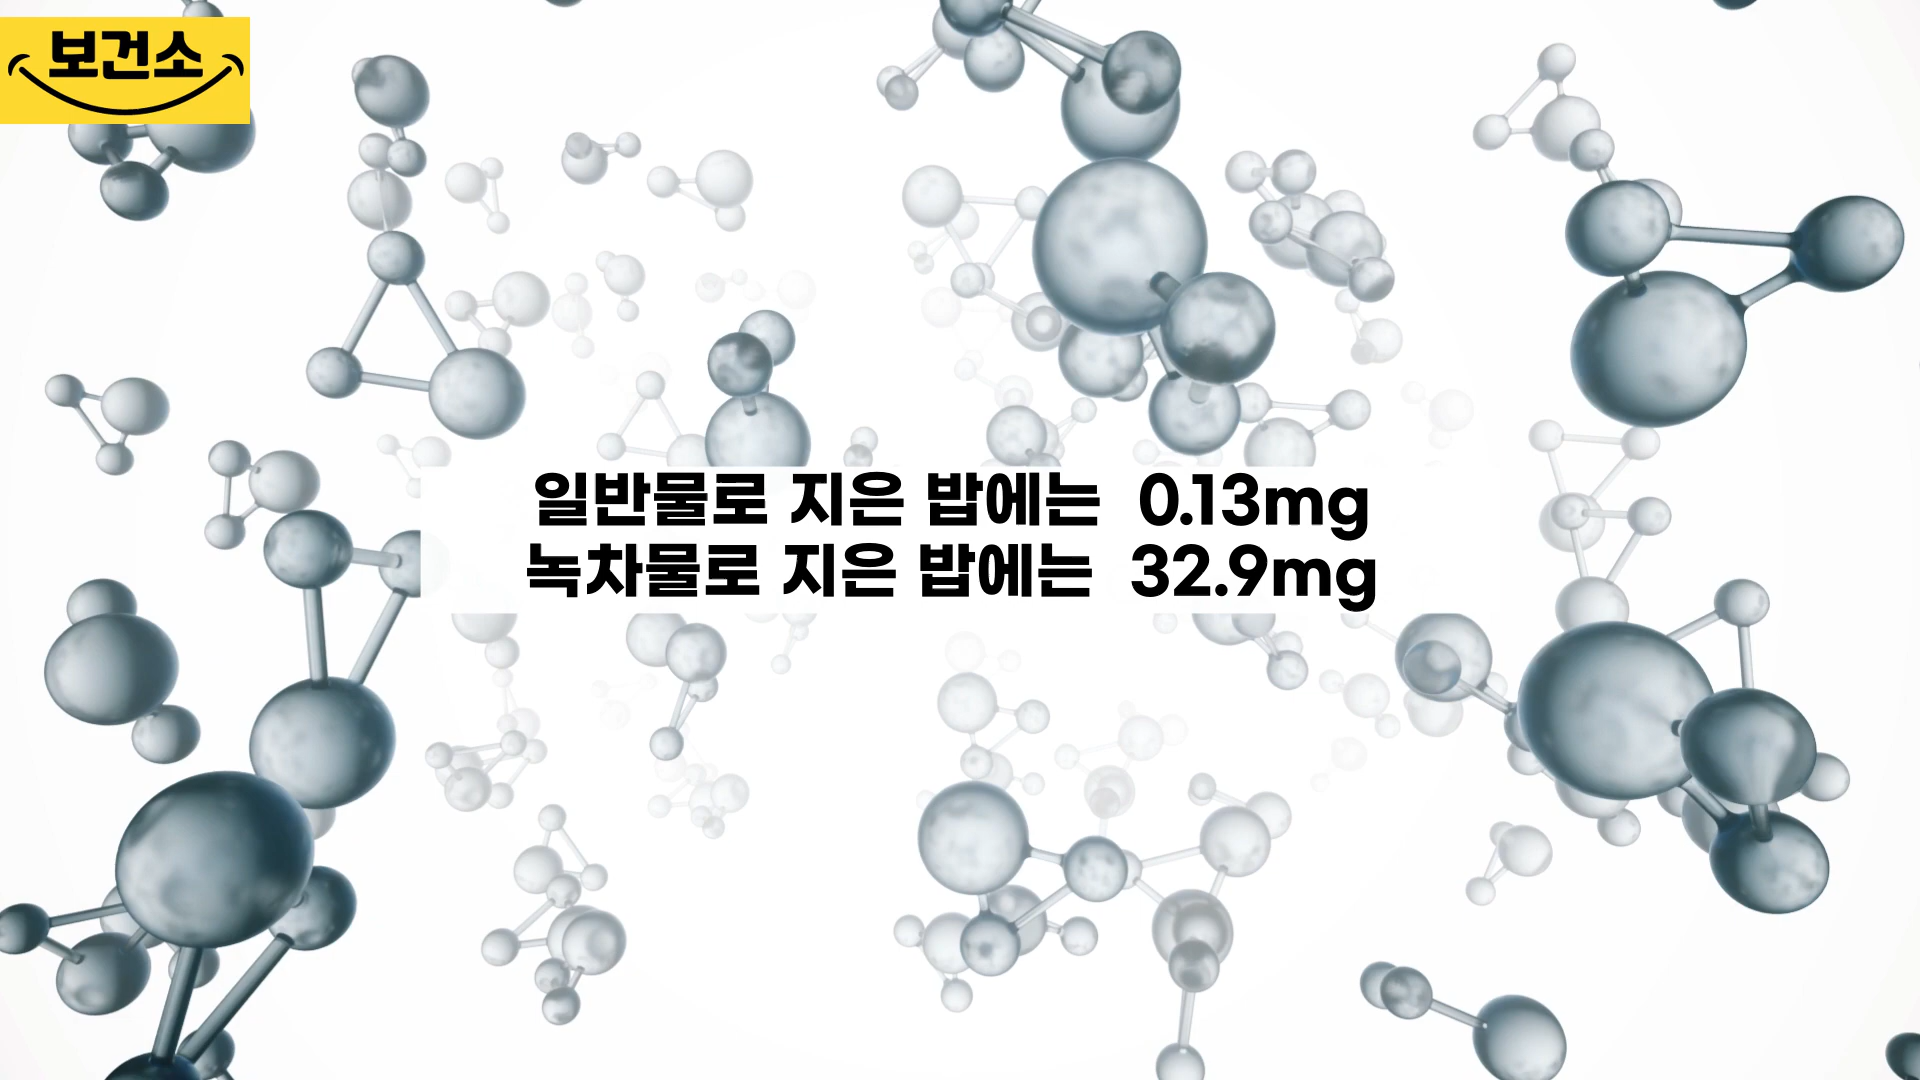 보건소
일반물로 지은 밥에는 0.13mg
녹차물로 지은 밥에는 32.9mg